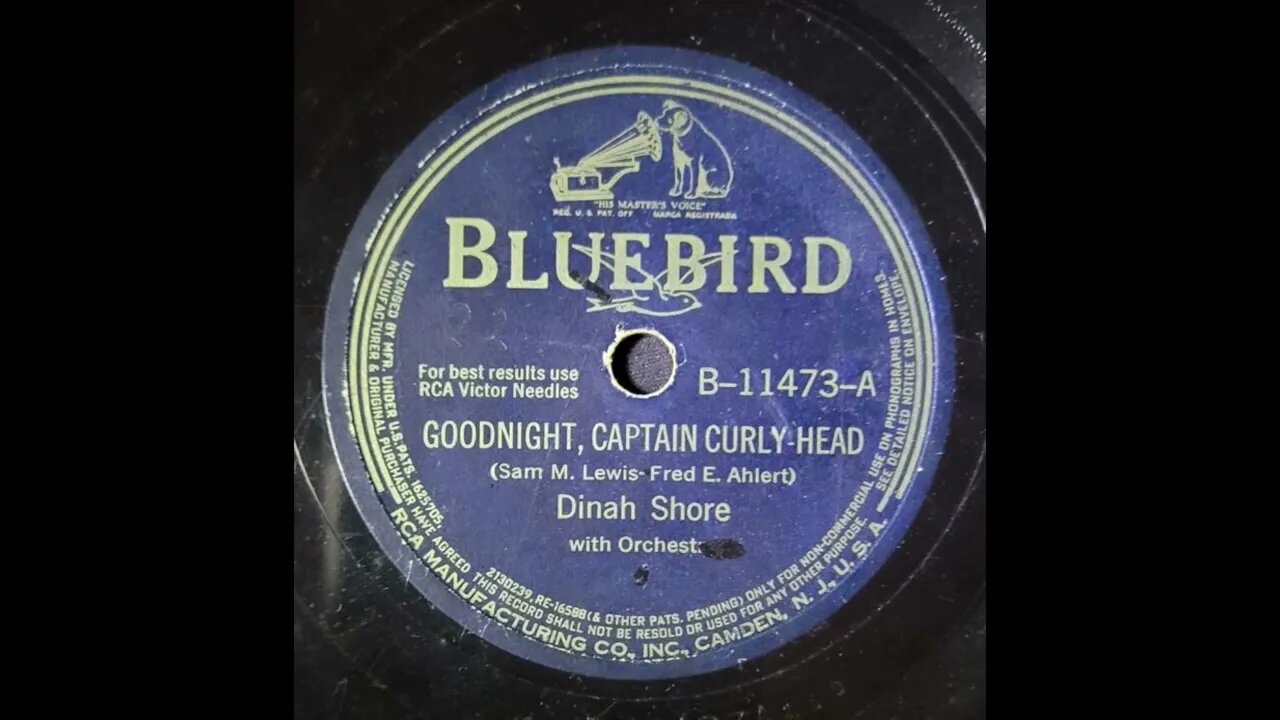 "HIS MASTER'S VOICE"
REG. U. S. PAT. OFF MARCA REGISTRADA
BLUEBIRD
For best results use
RCA Victor Needles
B–11473–A
GOODNIGHT, CAPTAIN CURLY-HEAD
(Sam M. Lewis-Fred E. Ahlert)
Dinah Shore
with Orchest
LICENSED BY MFR. UNDER U.S. PATS. 1625705, 2130239, RE-16588 (& OTHER PATS. PENDING) ONLY FOR NON-COMMERCIAL USE ON PHONOGRAPHS IN HOMES.
MANUFACTURER & ORIGINAL PURCHASER HAVE AGREED THIS RECORD SHALL NOT BE RESOLD OR USED FOR ANY OTHER PURPOSE. SEE DETAILED NOTICE ON ENVELOPE.
RCA MANUFACTURING CO., INC., CAMDEN, N. J., U. S. A.